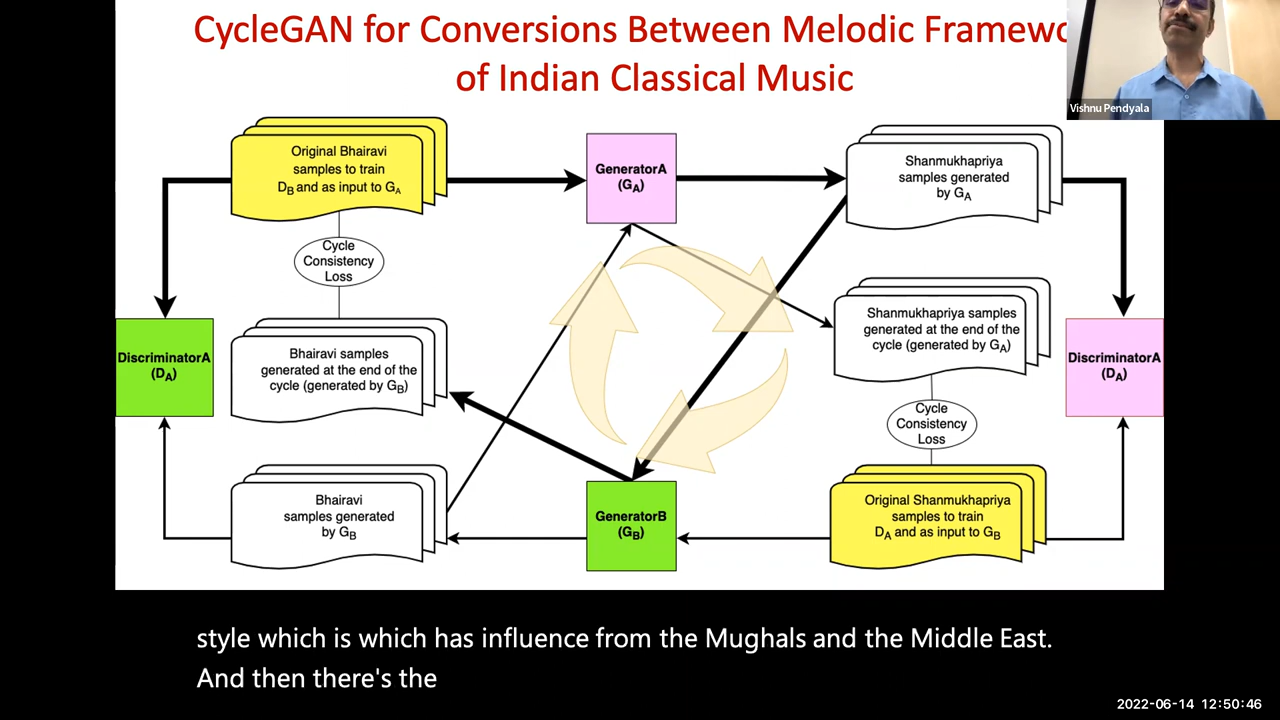 CycleGAN for Conversions Between Melodic Framewo
of Indian Classical Music
Vishnu Pendyala
Original Bhairavi
samples to train
DB and as input to GA
GeneratorA
(GA)
Shanmukhapriya
samples generated
by GA
Cycle
Consistency
Loss
DiscriminatorA
(DA)
Bhairavi samples
generated at the end of the
cycle (generated by GB)
Shanmukhapriya samples
generated at the end of the
cycle (generated by GA)
DiscriminatorA
(DA)
Cycle
Consistency
Loss
Bhairavi
samples generated
by GB
GeneratorB
(GB)
Original Shanmukhapriya
samples to train
DA and as input to GB
style which is which has influence from the Mughals and the Middle East.
And then there's the
2022-06-14 12:50:46